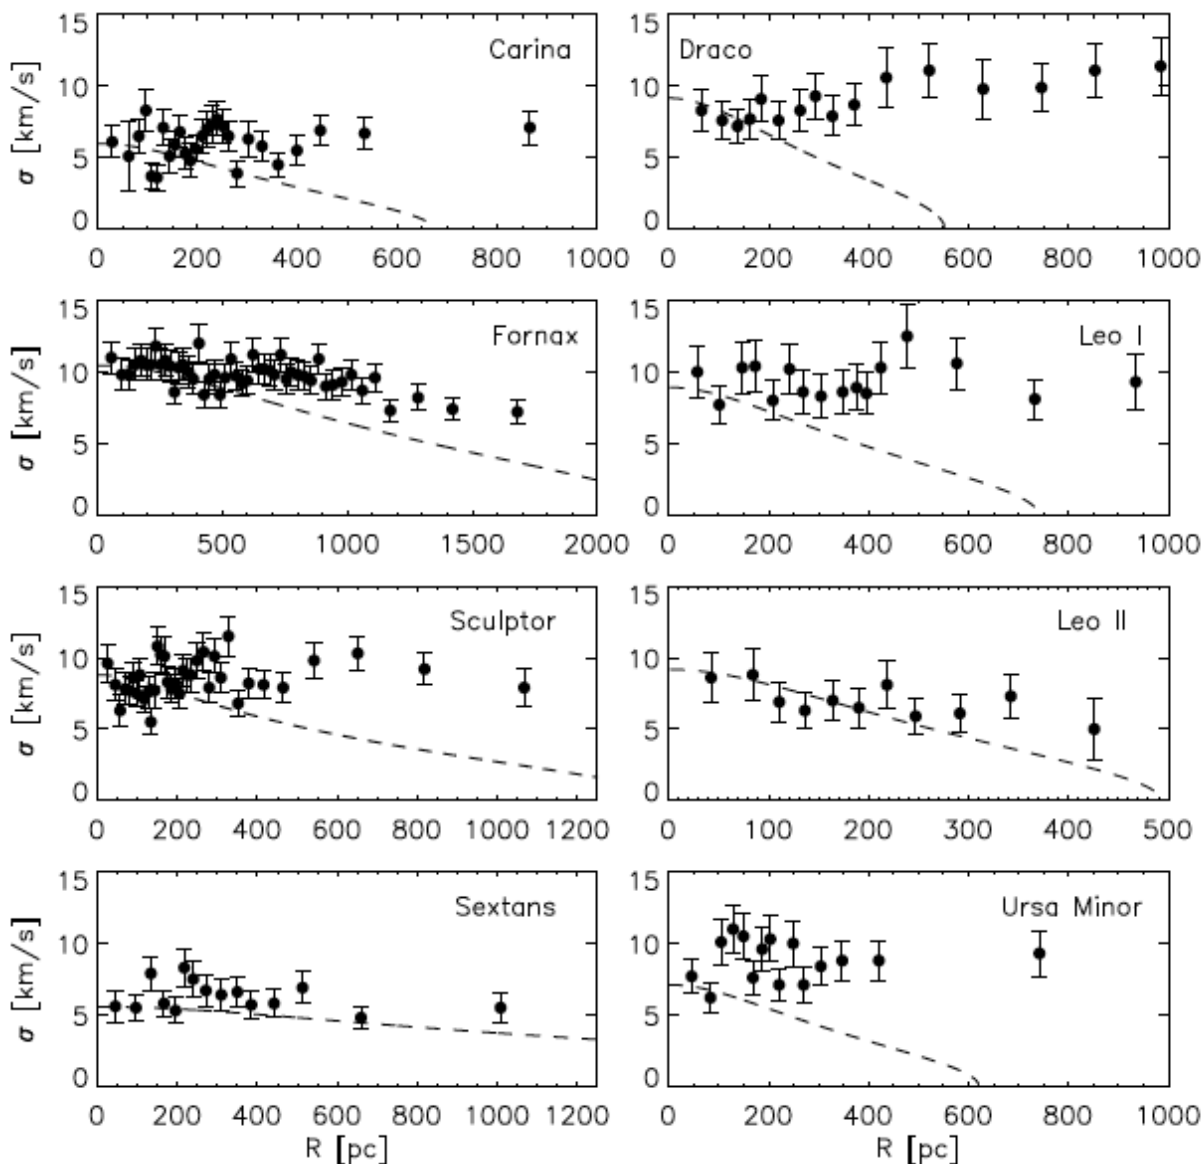 15 Carina 15 Draco
σ [km/s] 10 10
5 5
0 0
0 200 400 600 800 1000 0 200 400 600 800 1000
15 Fornax 15 Leo I
σ [km/s] 10 10
5 5
0 0
0 500 1000 1500 2000 0 200 400 600 800 1000
15 Sculptor 15 Leo II
σ [km/s] 10 10
5 5
0 0
0 200 400 600 800 1000 1200 0 100 200 300 400 500
15 Sextans 15 Ursa Minor
σ [km/s] 10 10
5 5
0 0
0 200 400 600 800 1000 1200 0 200 400 600 800 1000
R [pc] R [pc]